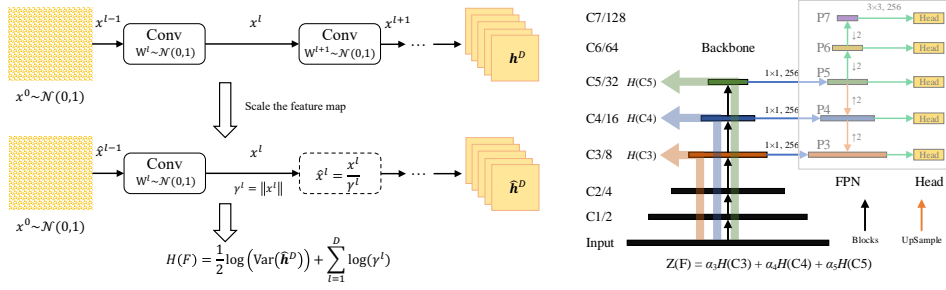 x^{l−1}
Conv
W^l~𝒩(0,1)
x^l
Conv
W^{l+1}~𝒩(0,1)
x^{l+1}
...
h^D
x^0~𝒩(0,1)
Scale the feature map
x̂^{l−1}
Conv
W^l~𝒩(0,1)
x^l
γ^l = ‖x^l‖
x̂^l = x^l / γ^l
...
ĥ^D
x^0~𝒩(0,1)
H(F) = 1/2 log(Var(ĥ^D)) + ∑_{l=1}^{D} log(γ^l)
C7/128
P7
3×3, 256
Head
↓2
C6/64
P6
Head
Backbone
↓2
C5/32
H(C5)
1×1, 256
P5
Head
↑2
C4/16
H(C4)
1×1, 256
P4
Head
↑2
C3/8
H(C3)
1×1, 256
P3
Head
C2/4
FPN
Head
C1/2
Input
Blocks
UpSample
Z(F) = α₃H(C3) + α₄H(C4) + α₅H(C5)